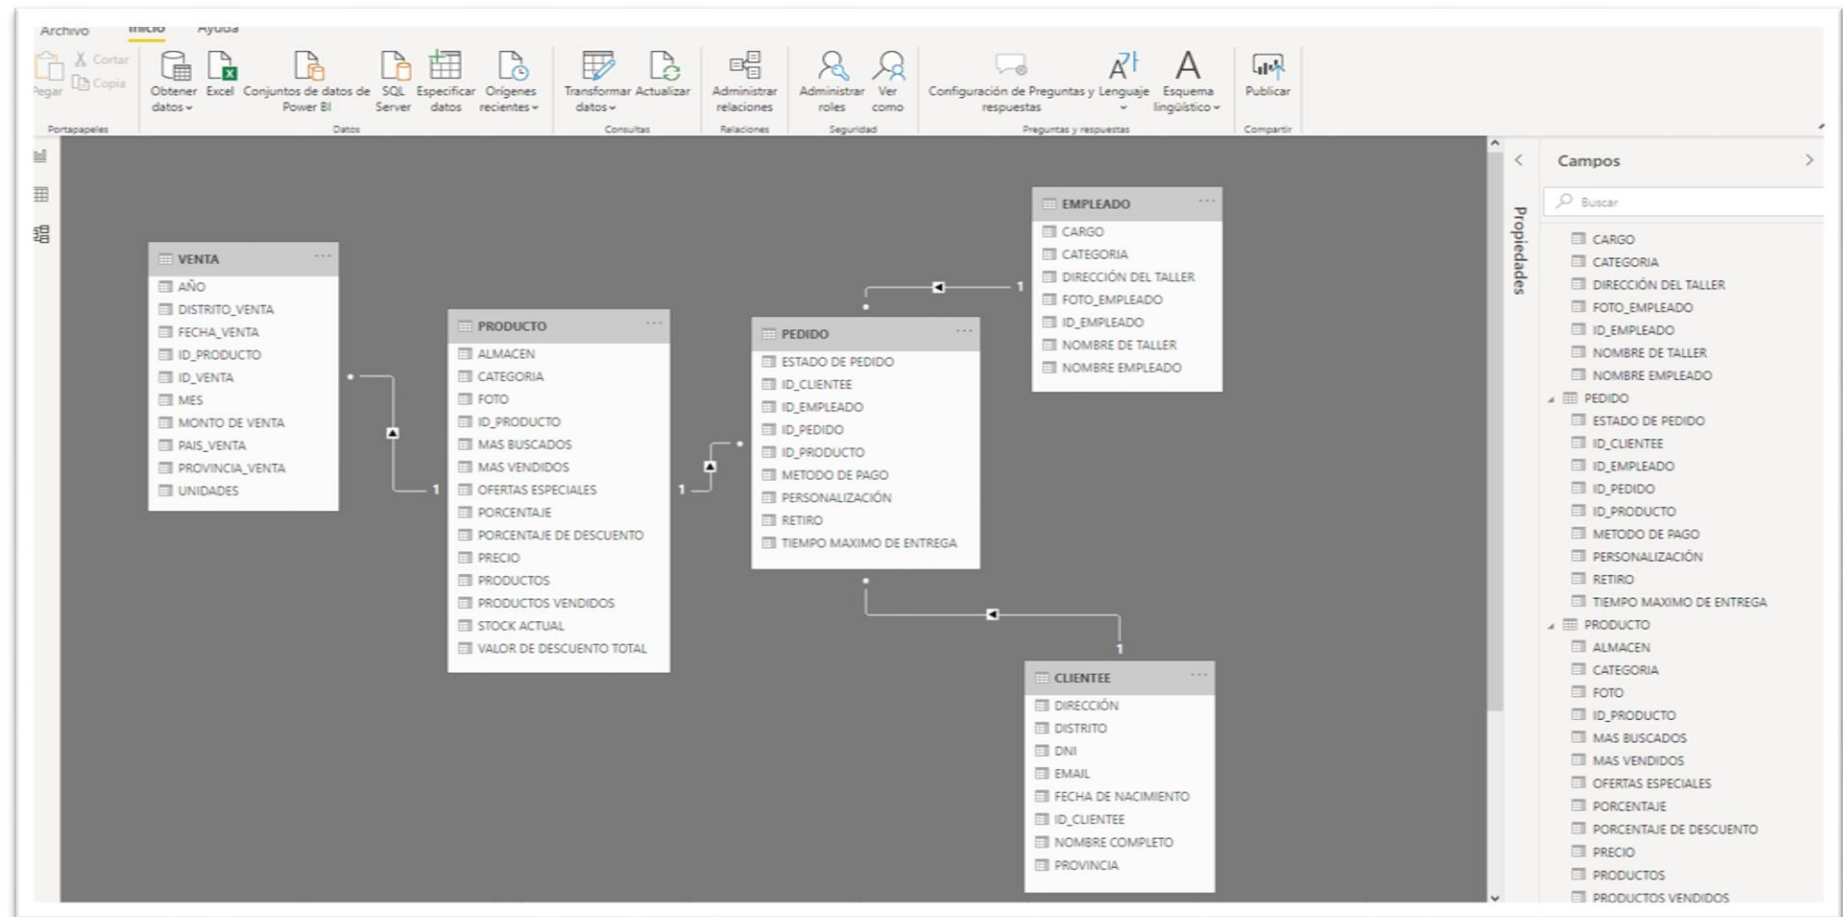 Archivo Inicio Ayuda
Pegar Cortar
Copia
Obtener datos
Excel
Conjuntos de datos de Power BI
SQL Server
Especificar datos
Orígenes recientes
Transformar datos
Actualizar
Administrar relaciones
Administrar roles
Ver como
Configuración de Preguntas y respuestas
Lenguaje
Esquema lingüístico
Publicar
Portapapeles Datos Consultas Relaciones Seguridad Preguntas y respuestas Compartir
VENTA
AÑO
DISTRITO_VENTA
FECHA_VENTA
ID_PRODUCTO
ID_VENTA
MES
MONTO DE VENTA
PAIS_VENTA
PROVINCIA_VENTA
UNIDADES
* 1
PRODUCTO
ALMACEN
CATEGORIA
FOTO
ID_PRODUCTO
MAS BUSCADOS
MAS VENDIDOS
OFERTAS ESPECIALES
PORCENTAJE
PORCENTAJE DE DESCUENTO
PRECIO
PRODUCTOS
PRODUCTOS VENDIDOS
STOCK ACTUAL
VALOR DE DESCUENTO TOTAL
1 *
PEDIDO
ESTADO DE PEDIDO
ID_CLIENTEE
ID_EMPLEADO
ID_PEDIDO
ID_PRODUCTO
METODO DE PAGO
PERSONALIZACIÓN
RETIRO
TIEMPO MAXIMO DE ENTREGA
* 1
EMPLEADO
CARGO
CATEGORIA
DIRECCIÓN DEL TALLER
FOTO_EMPLEADO
ID_EMPLEADO
NOMBRE DE TALLER
NOMBRE EMPLEADO
* 1
CLIENTEE
DIRECCIÓN
DISTRITO
DNI
EMAIL
FECHA DE NACIMIENTO
ID_CLIENTEE
NOMBRE COMPLETO
PROVINCIA
Propiedades
Campos
Buscar
CARGO
CATEGORIA
DIRECCIÓN DEL TALLER
FOTO_EMPLEADO
ID_EMPLEADO
NOMBRE DE TALLER
NOMBRE EMPLEADO
PEDIDO
ESTADO DE PEDIDO
ID_CLIENTEE
ID_EMPLEADO
ID_PEDIDO
ID_PRODUCTO
METODO DE PAGO
PERSONALIZACIÓN
RETIRO
TIEMPO MAXIMO DE ENTREGA
PRODUCTO
ALMACEN
CATEGORIA
FOTO
ID_PRODUCTO
MAS BUSCADOS
MAS VENDIDOS
OFERTAS ESPECIALES
PORCENTAJE
PORCENTAJE DE DESCUENTO
PRECIO
PRODUCTOS
PRODUCTOS VENDIDOS